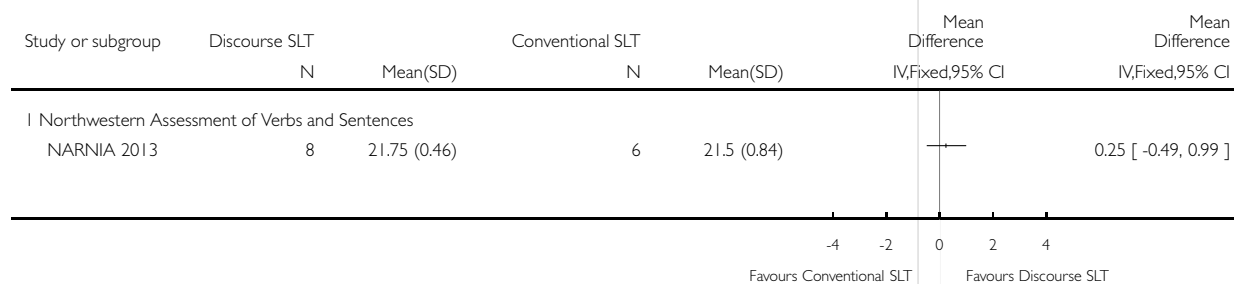 Mean Mean
Study or subgroup Discourse SLT Conventional SLT Difference Difference
N Mean(SD) N Mean(SD) IV,Fixed,95% CI IV,Fixed,95% CI
1 Northwestern Assessment of Verbs and Sentences
NARNIA 2013 8 21.75 (0.46) 6 21.5 (0.84) 0.25 [ -0.49, 0.99 ]
-4 -2 0 2 4
Favours Conventional SLT Favours Discourse SLT